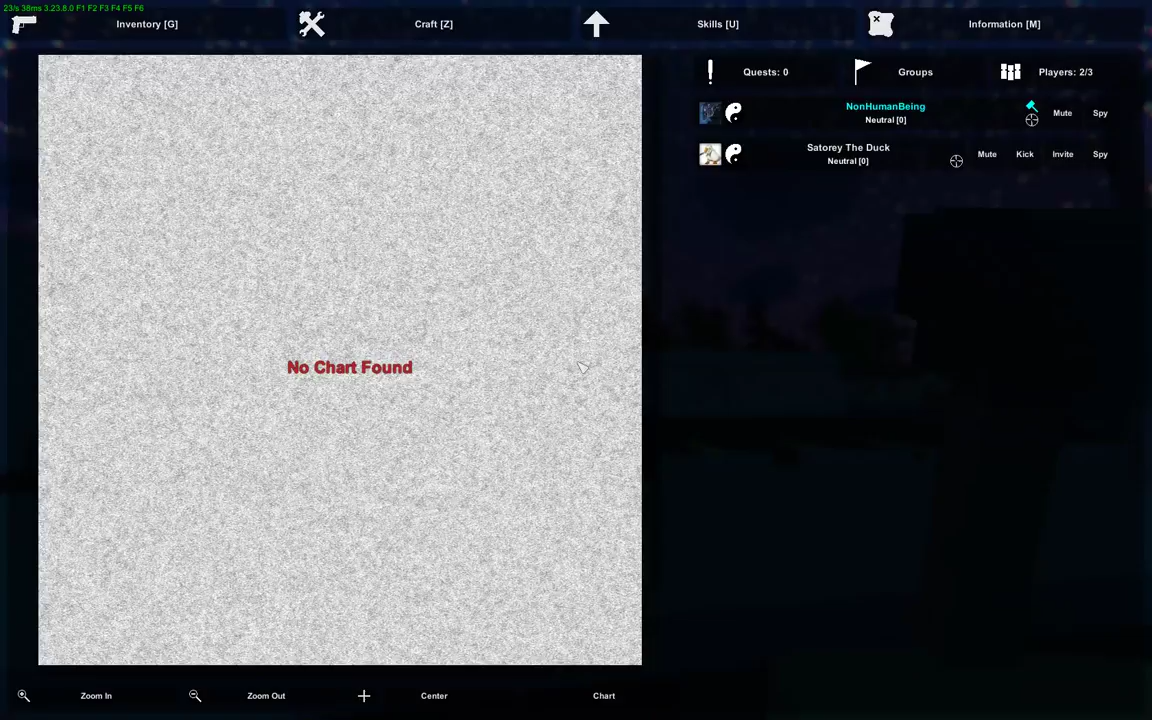 23/s 38ms 3.23.8.0 F1 F2 F3 F4 F5 F6
Inventory [G]
Craft [Z]
Skills [U]
Information [M]
Quests: 0
Groups
Players: 2/3
NonHumanBeing
Neutral [0]
Mute
Spy
Satorey The Duck
Neutral [0]
Mute
Kick
Invite
Spy
No Chart Found
Zoom In
Zoom Out
Center
Chart